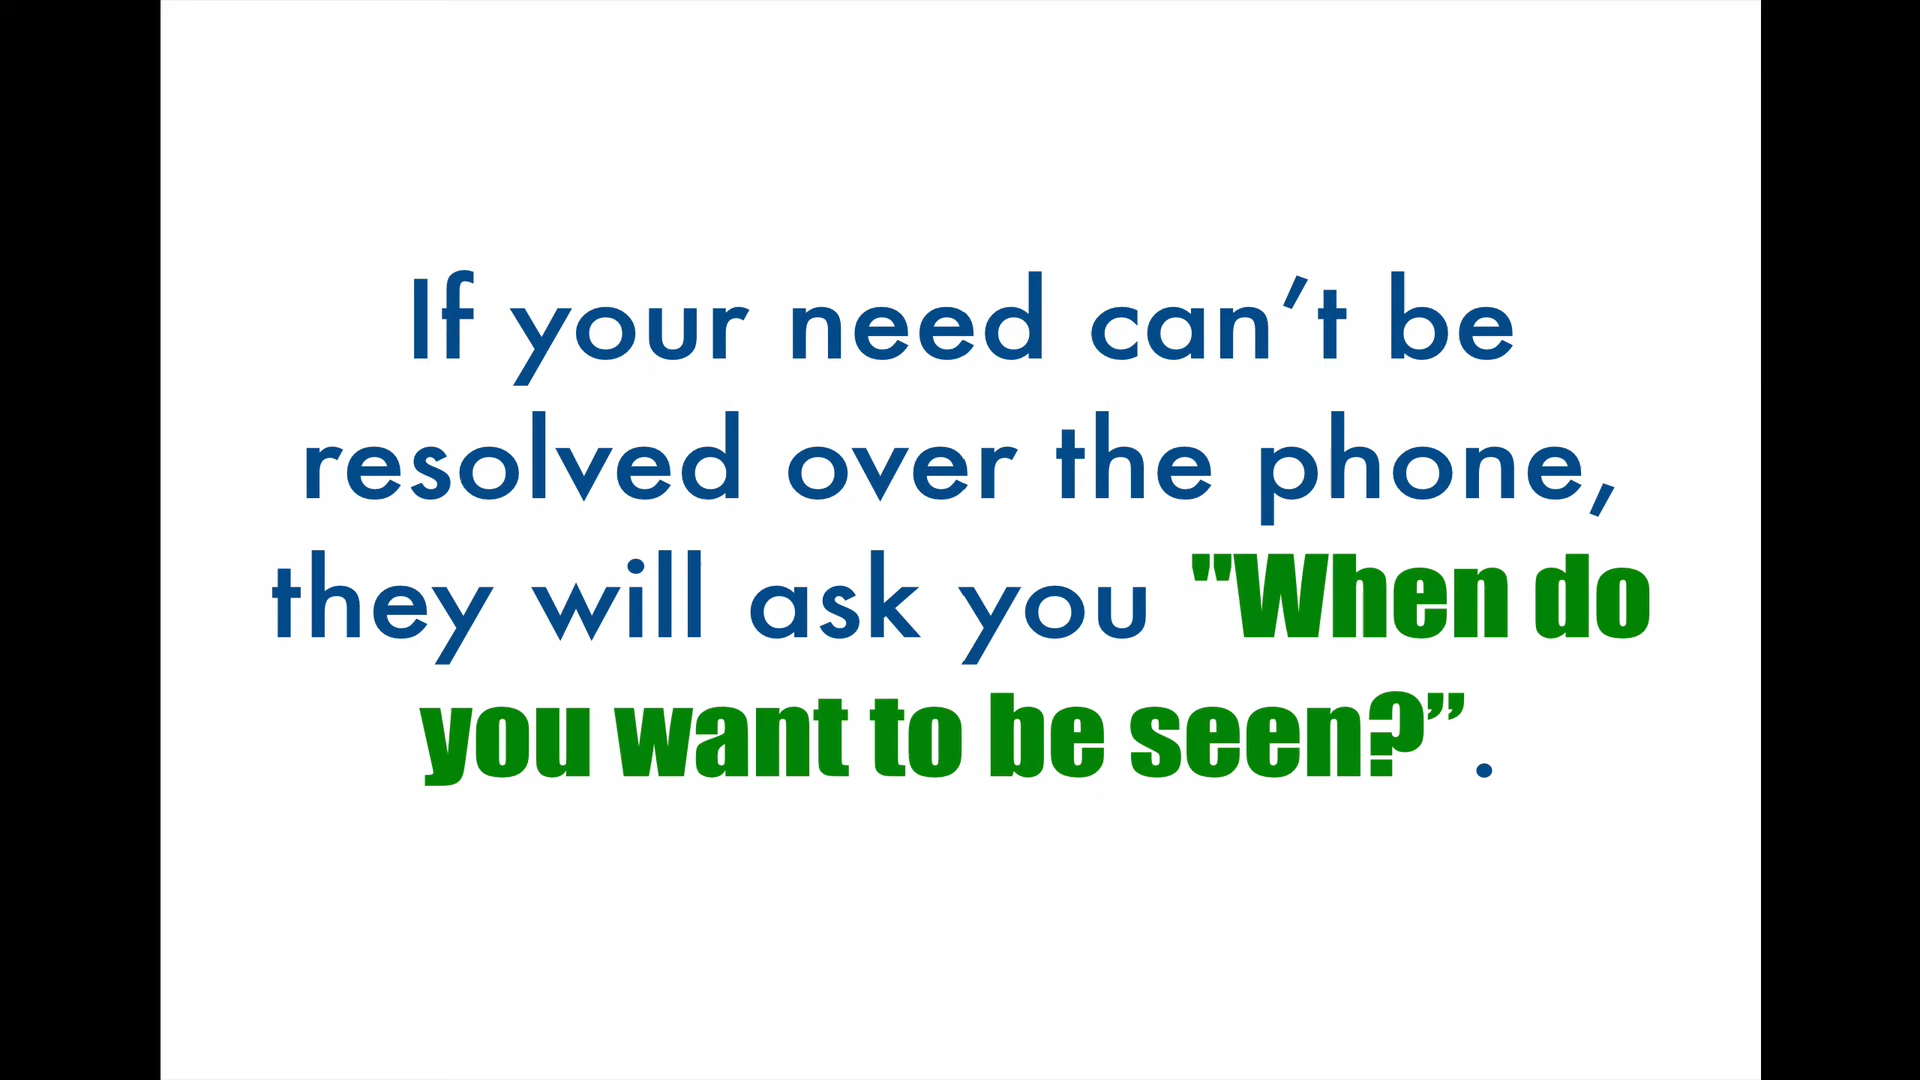 If your need can’t be
resolved over the phone,
they will ask you "When do
you want to be seen?”.